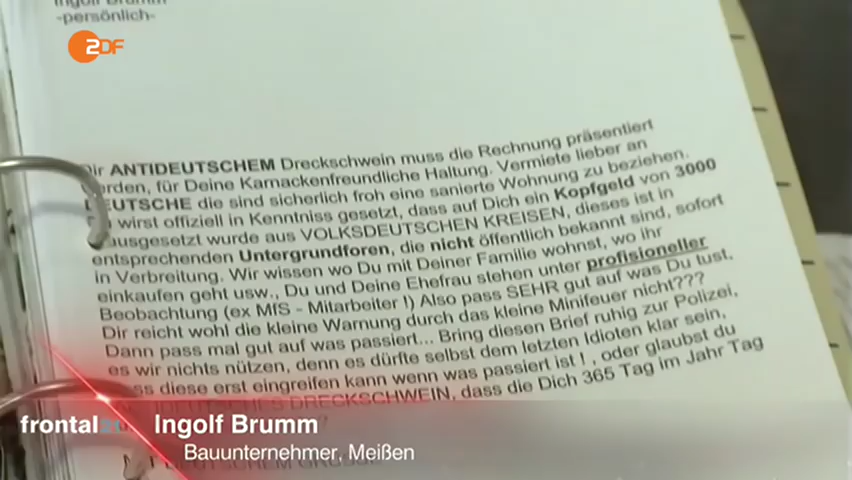 Ingolf Brumm
-persönlich-
ZDF
Dir ANTIDEUTSCHEM Dreckschwein muss die Rechnung präsentiert
werden, für Deine Karnackenfreundliche Haltung. Vermiete lieber an
DEUTSCHE die sind sicherlich froh eine sanierte Wohnung zu beziehen.
Du wirst offiziell in Kenntniss gesetzt, dass auf Dich ein Kopfgeld von 3000
ausgesetzt wurde aus VOLKSDEUTSCHEN KREISEN, dieses ist in
entsprechenden Untergrundforen, die nicht öffentlich bekannt sind, sofort
in Verbreitung. Wir wissen wo Du mit Deiner Familie wohnst, wo ihr
einkaufen geht usw., Du und Deine Ehefrau stehen unter profisioneller
Beobachtung (ex MfS - Mitarbeiter !) Also pass SEHR gut auf was Du tust.
Dir reicht wohl die kleine Warnung durch das kleine Minifeuer nicht???
Dann pass mal gut auf was passiert... Bring diesen Brief ruhig zur Polizei,
es wir nichts nützen, denn es dürfte selbst dem letzten Idioten klar sein,
dass diese erst eingreifen kann wenn was passiert ist ! , oder glaubst du
DRECKSCHWEIN, dass die Dich 365 Tag im Jahr Tag
frontal21 Ingolf Brumm
Bauunternehmer, Meißen